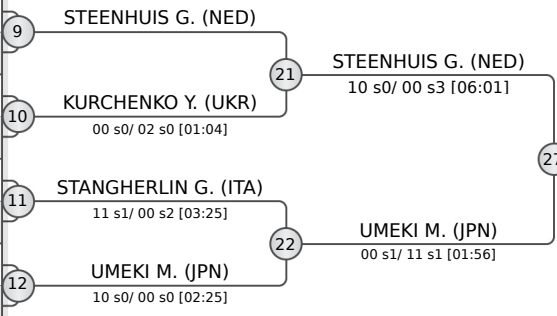 STEENHUIS G. (NED)
9
STEENHUIS G. (NED)
21
10 s0/ 00 s3 [06:01]
KURCHENKO Y. (UKR)
10
00 s0/ 02 s0 [01:04]
27
STANGHERLIN G. (ITA)
11
11 s1/ 00 s2 [03:25]
UMEKI M. (JPN)
22
00 s1/ 11 s1 [01:56]
UMEKI M. (JPN)
12
10 s0/ 00 s0 [02:25]